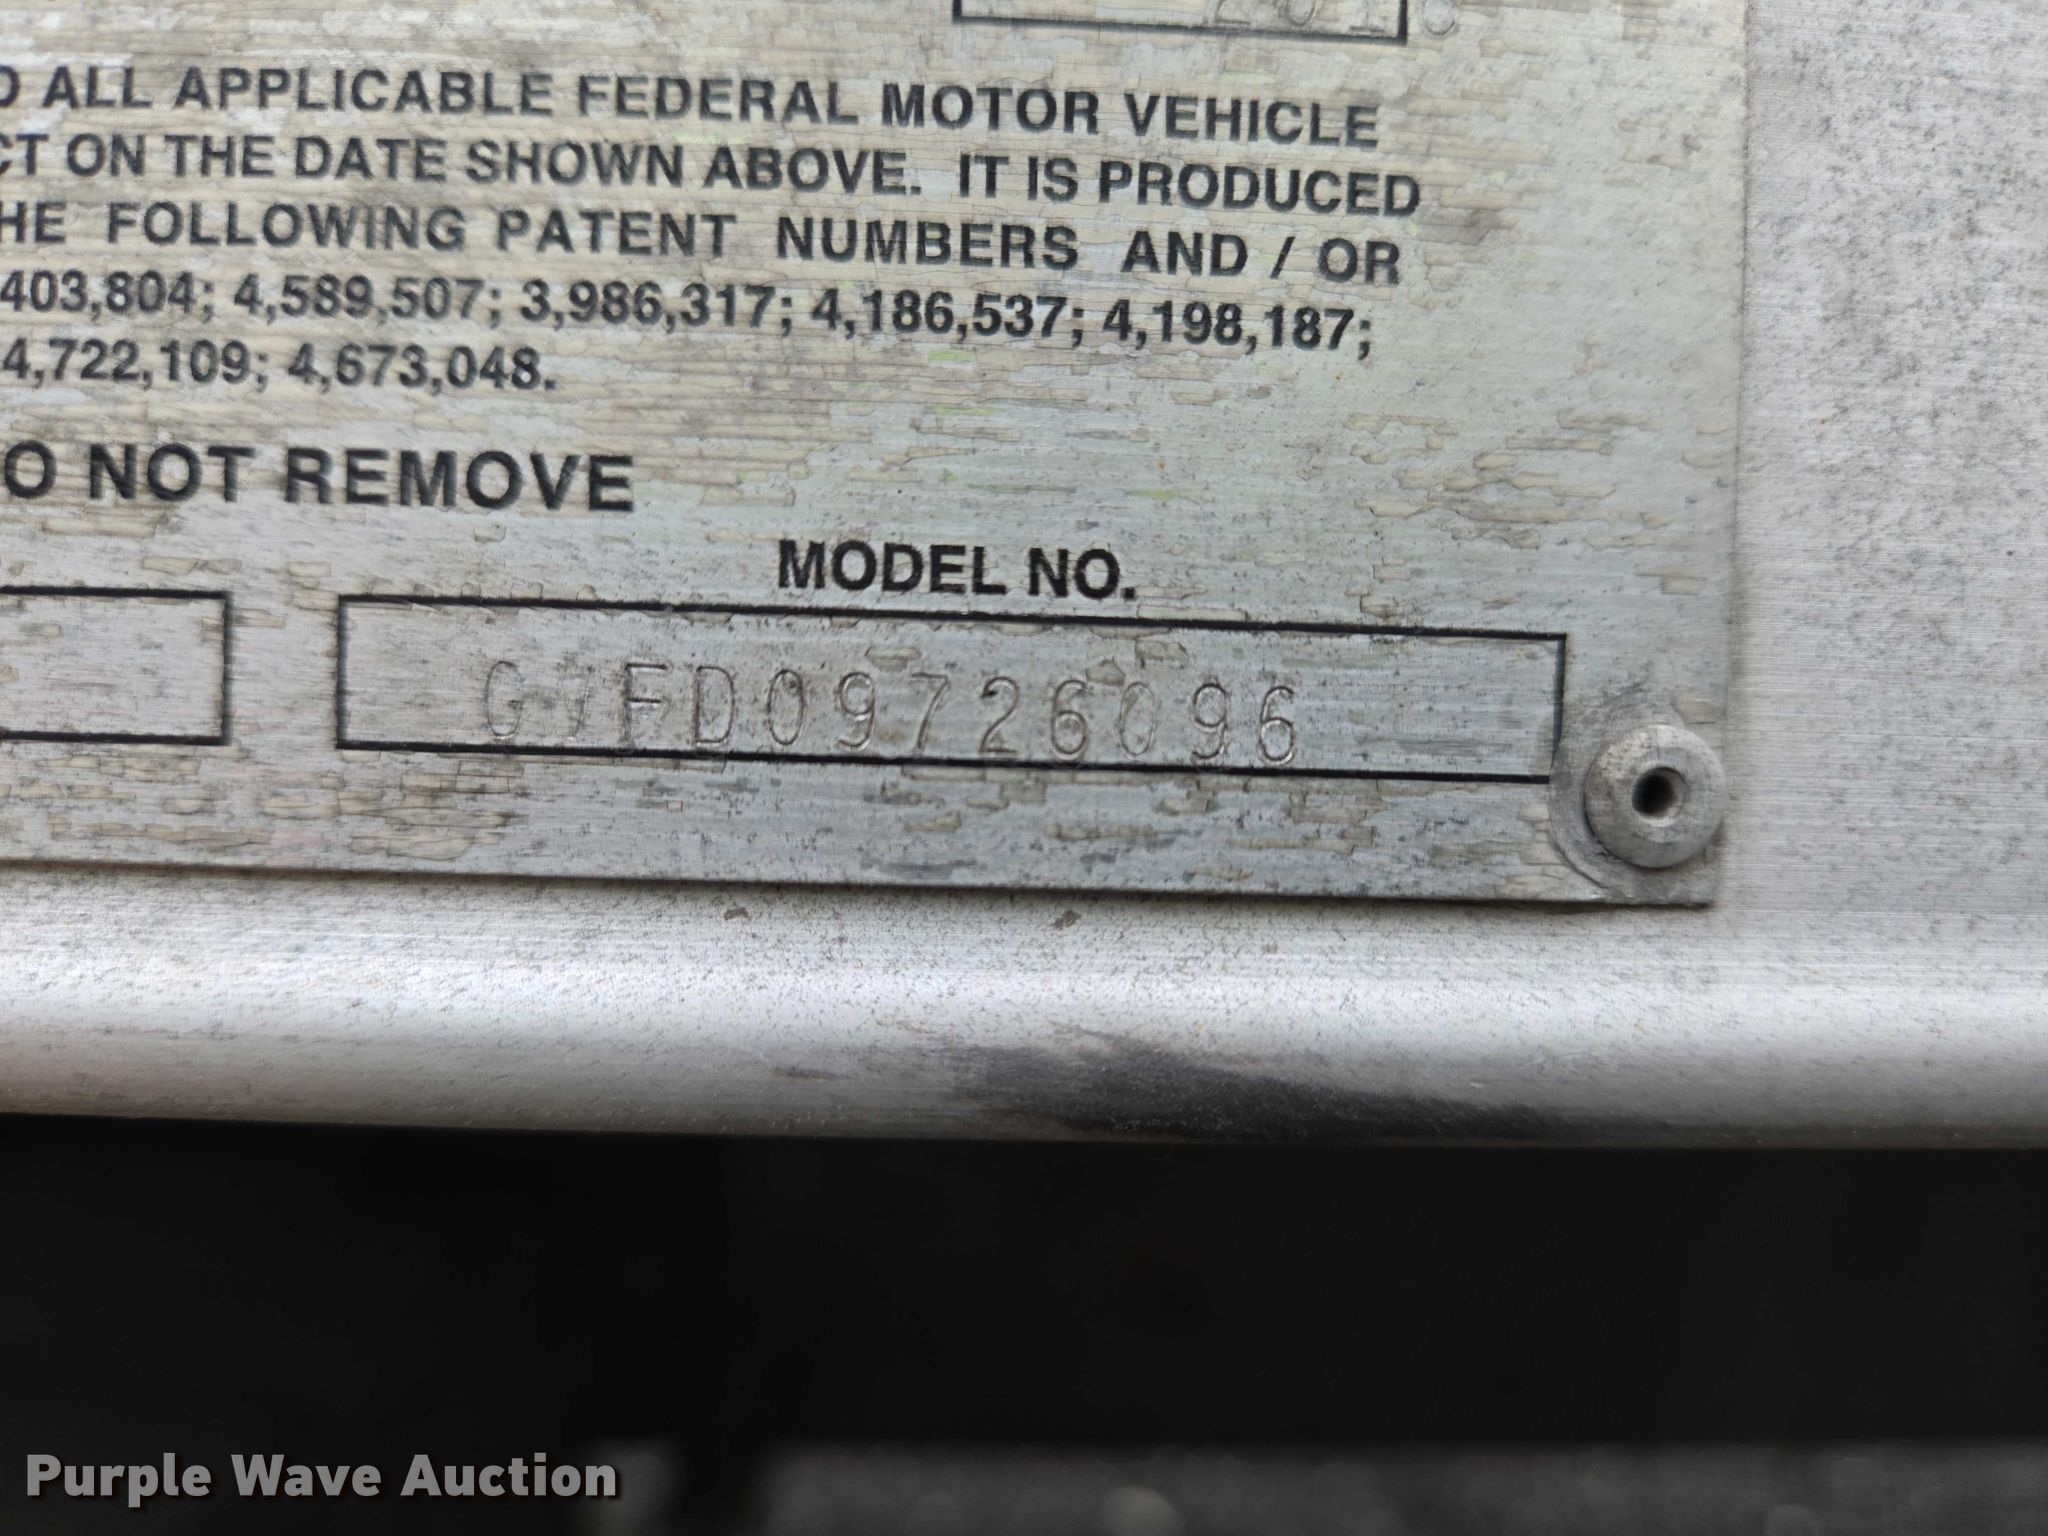 2018
D ALL APPLICABLE FEDERAL MOTOR VEHICLE
CT ON THE DATE SHOWN ABOVE. IT IS PRODUCED
HE FOLLOWING PATENT NUMBERS AND / OR
403,804; 4,589,507; 3,986,317; 4,186,537; 4,198,187;
4,722,109; 4,673,048.
O NOT REMOVE
MODEL NO.
GVFD09726096
Purple Wave Auction